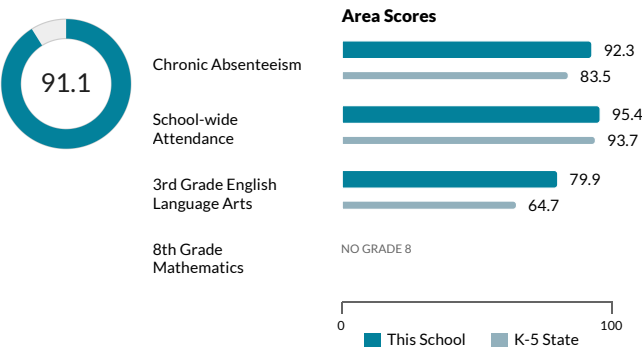 Area Scores
91.1
Chronic Absenteeism
92.3
83.5
School-wide
Attendance
95.4
93.7
3rd Grade English
Language Arts
79.9
64.7
8th Grade
Mathematics
NO GRADE 8
0
100
This School
K-5 State